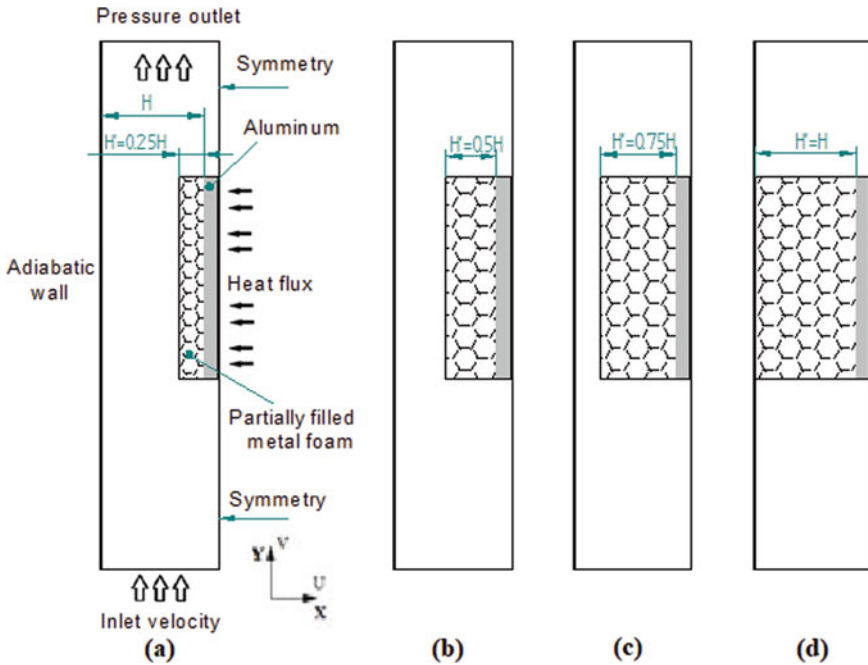 Pressure outlet
Symmetry
H
Aluminum
H'=0.25H
H'=0.5H
H'=0.75H
H'=H
Adiabatic
wall
Heat flux
Partially filled
metal foam
Symmetry
Y V
U
X
Inlet velocity
(a) (b) (c) (d)